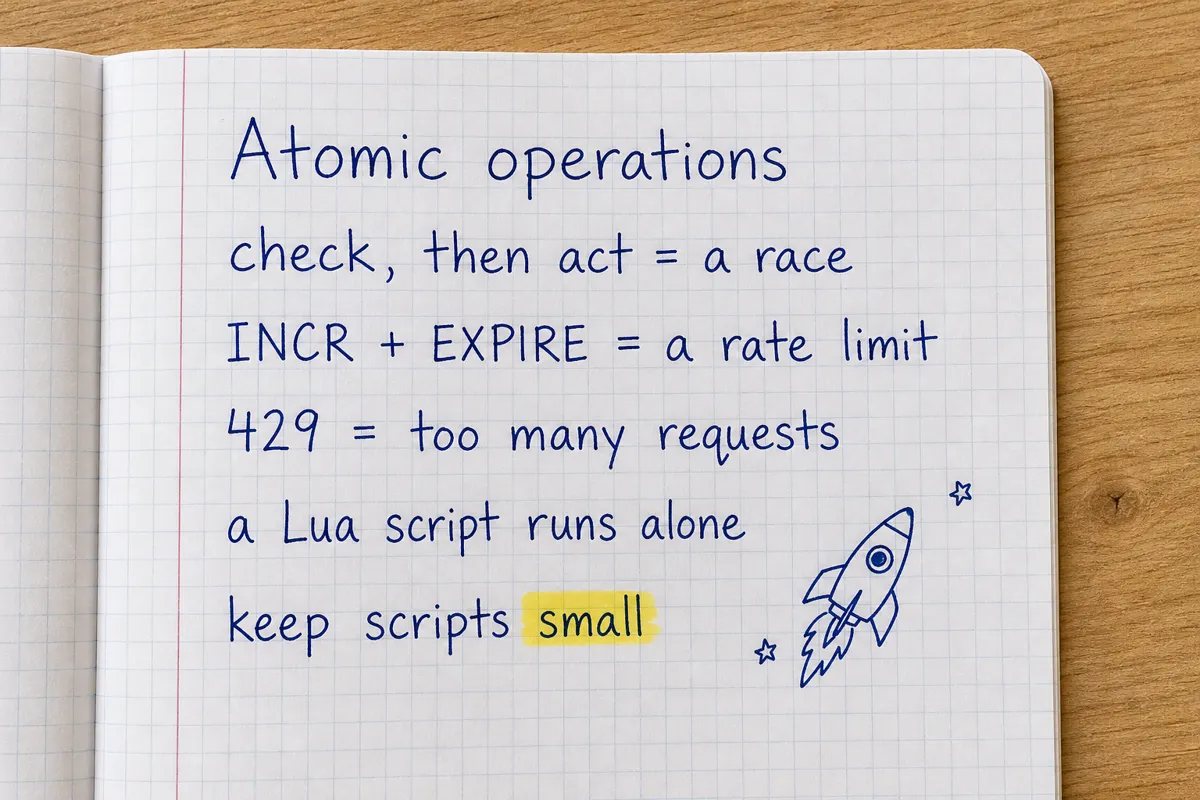 Atomic operations
check, then act = a race
INCR + EXPIRE = a rate limit
429 = too many requests
a Lua script runs alone
keep scripts small